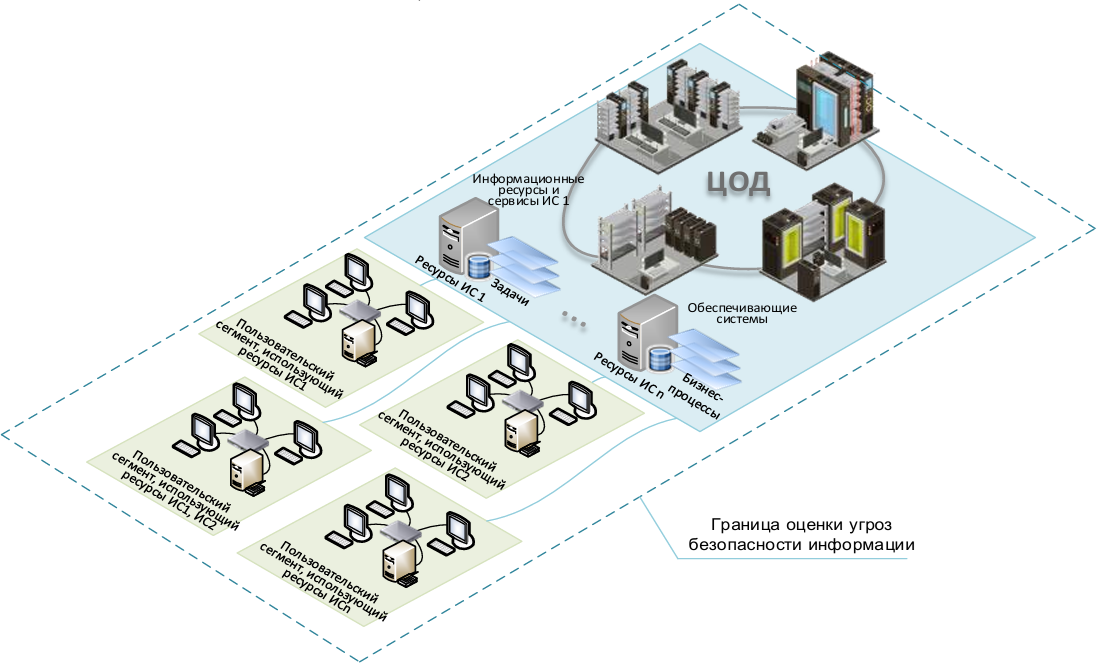 ЦОД
Информационные
ресурсы и
сервисы ИС 1
Ресурсы ИС 1
Задачи
...
Обеспечивающие
системы
Ресурсы ИС n
Бизнес-
процессы
Пользовательский
сегмент, использующий
ресурсы ИС1
Пользовательский
сегмент, использующий
ресурсы ИС2
Пользовательский
сегмент, использующий
ресурсы ИС1, ИС2
Пользовательский
сегмент, использующий
ресурсы ИСn
Граница оценки угроз
безопасности информации